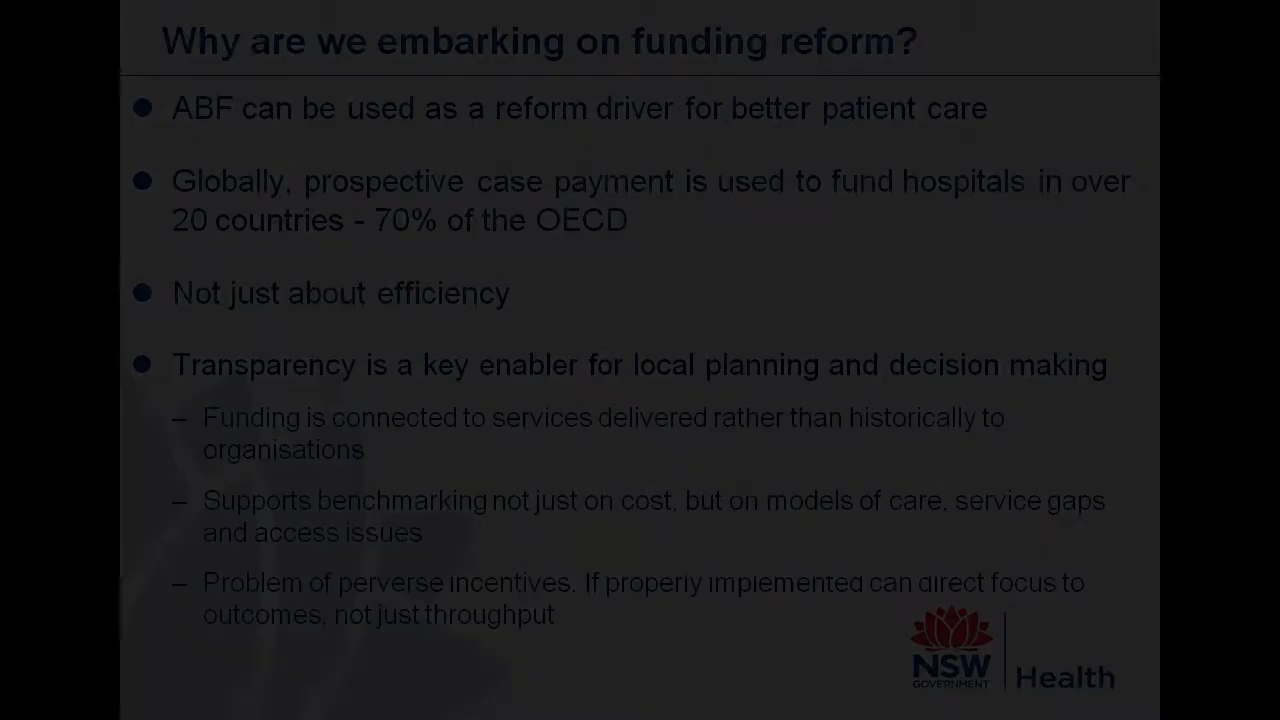 Why are we embarking on funding reform?
● ABF can be used as a reform driver for better patient care
● Globally, prospective case payment is used to fund hospitals in over
20 countries - 70% of the OECD
● Not just about efficiency
● Transparency is a key enabler for local planning and decision making
– Funding is connected to services delivered rather than historically to
organisations
– Supports benchmarking not just on cost, but on models of care, service gaps
and access issues
– Problem of perverse incentives. If properly implemented can direct focus to
outcomes, not just throughput
NSW
GOVERNMENT
Health